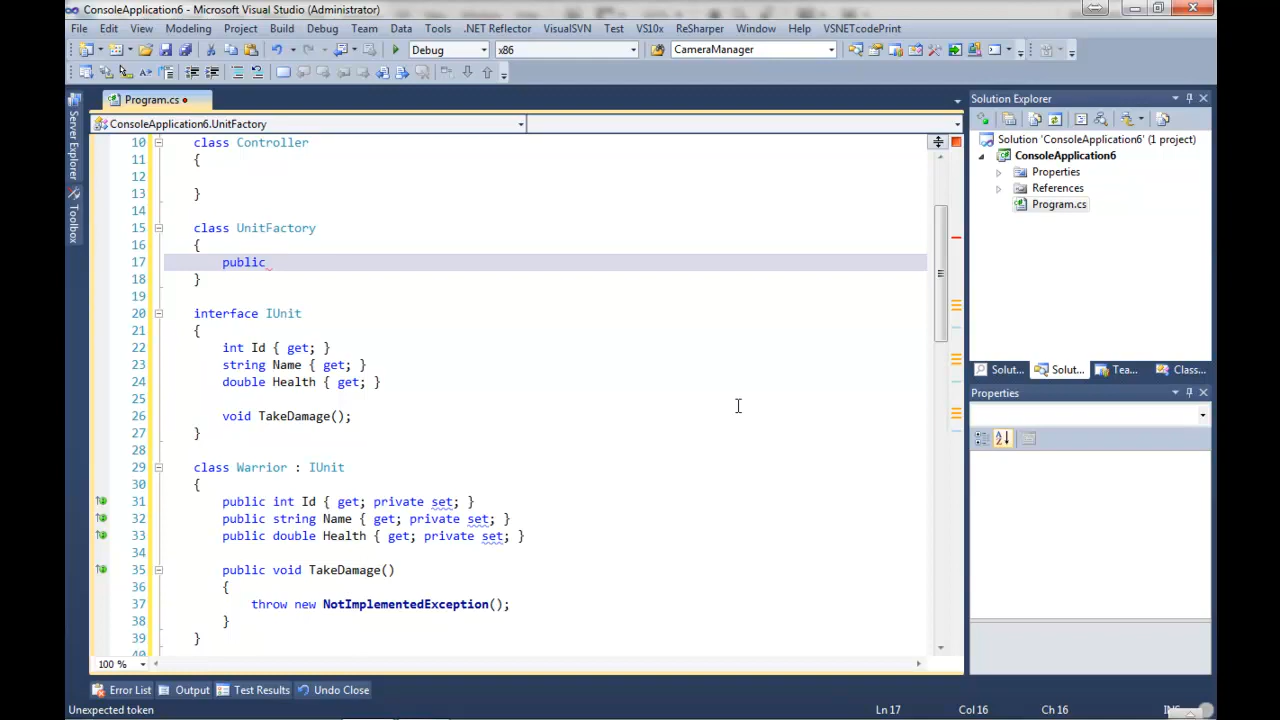 ConsoleApplication6 - Microsoft Visual Studio (Administrator)
File Edit View Modeling Project Build Debug Team Data Tools .NET Reflector VisualSVN Test VS10x ReSharper Window Help VSNETcodePrint
Debug x86 CameraManager
Server Explorer
Toolbox
Program.cs
ConsoleApplication6.UnitFactory
10 class Controller
11 {
12
13 }
14
15 class UnitFactory
16 {
17 public
18 }
19
20 interface IUnit
21 {
22 int Id { get; }
23 string Name { get; }
24 double Health { get; }
25
26 void TakeDamage();
27 }
28
29 class Warrior : IUnit
30 {
31 public int Id { get; private set; }
32 public string Name { get; private set; }
33 public double Health { get; private set; }
34
35 public void TakeDamage()
36 {
37 throw new NotImplementedException();
38 }
39 }
40
100 %
Solution Explorer
Solution 'ConsoleApplication6' (1 project)
ConsoleApplication6
Properties
References
Program.cs
Solut... Solut... Tea... Class...
Properties
Error List Output Test Results Undo Close
Unexpected token Ln 17 Col 16 Ch 16 INS